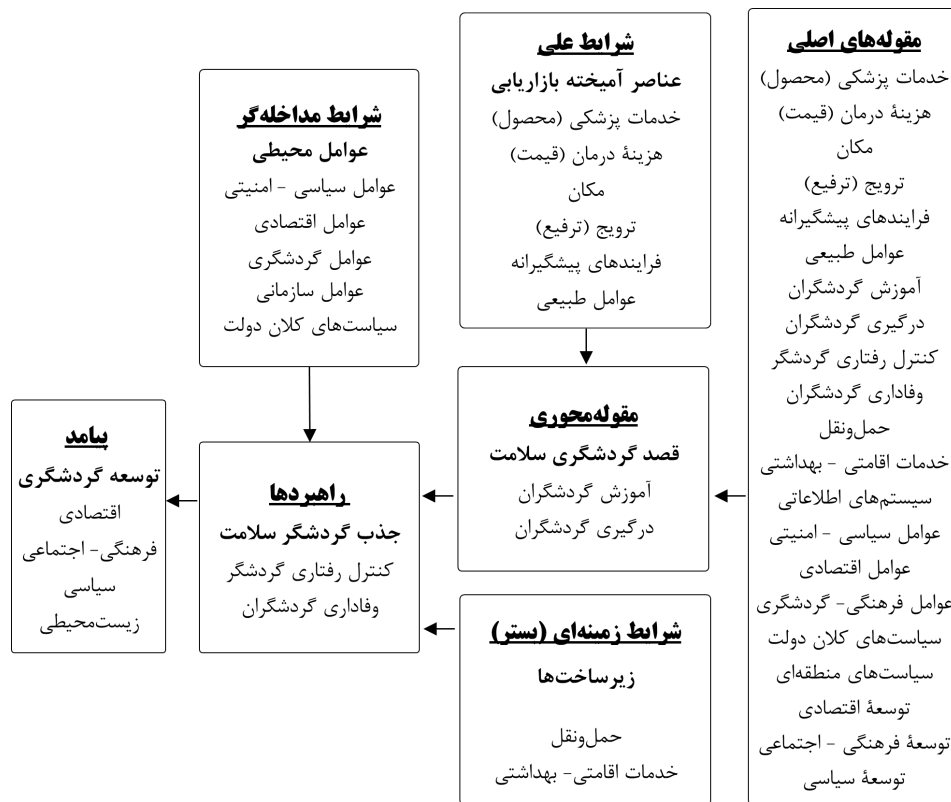 مقوله‌های اصلی
خدمات پزشکی (محصول)
هزینهٔ درمان (قیمت)
مکان
ترویج (ترفیع)
فرایندهای پیشگیرانه
عوامل طبیعی
آموزش گردشگران
درگیری گردشگران
کنترل رفتاری گردشگر
وفاداری گردشگران
حمل‌ونقل
خدمات اقامتی - بهداشتی
سیستم‌های اطلاعاتی
عوامل سیاسی - امنیتی
عوامل اقتصادی
عوامل فرهنگی- گردشگری
سیاست‌های کلان دولت
سیاست‌های منطقه‌ای
توسعهٔ اقتصادی
توسعهٔ فرهنگی - اجتماعی
توسعهٔ سیاسی
شرایط علی
عناصر آمیخته بازاریابی
خدمات پزشکی (محصول)
هزینهٔ درمان (قیمت)
مکان
ترویج (ترفیع)
فرایندهای پیشگیرانه
عوامل طبیعی
مقوله‌محوری
قصد گردشگری سلامت
آموزش گردشگران
درگیری گردشگران
شرایط زمینه‌ای (بستر)
زیرساخت‌ها
حمل‌ونقل
خدمات اقامتی- بهداشتی
شرایط مداخله‌گر
عوامل محیطی
عوامل سیاسی - امنیتی
عوامل اقتصادی
عوامل گردشگری
عوامل سازمانی
سیاست‌های کلان دولت
راهبردها
جذب گردشگر سلامت
کنترل رفتاری گردشگر
وفاداری گردشگران
پیامد
توسعه گردشگری
اقتصادی
فرهنگی- اجتماعی
سیاسی
زیست‌محیطی